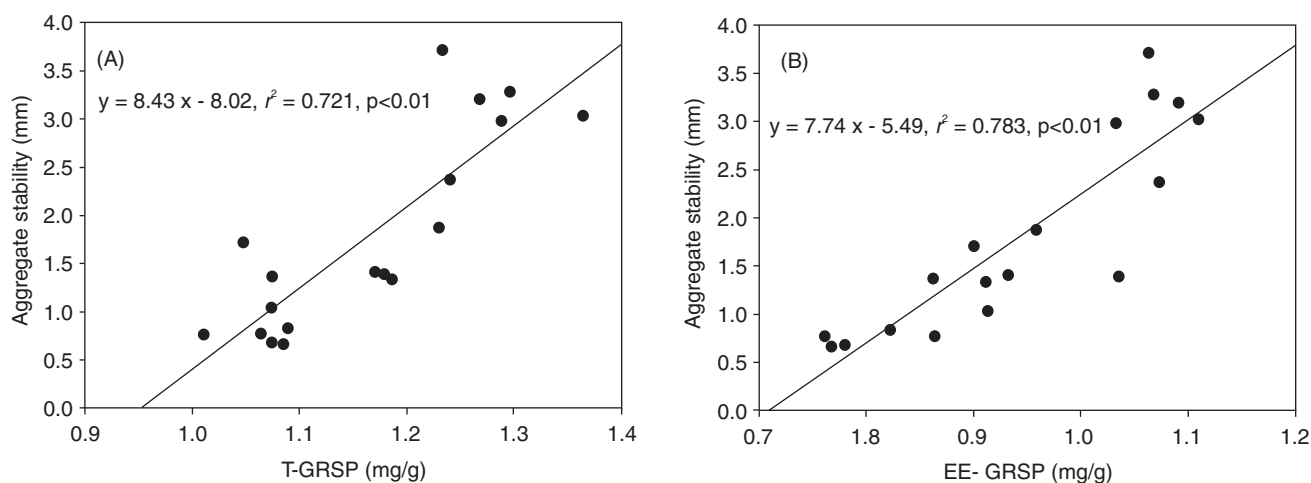 (A)
y = 8.43 x - 8.02, r² = 0.721, p<0.01
Aggregate stability (mm)
4.0
3.5
3.0
2.5
2.0
1.5
1.0
0.5
0.0
0.9 1.0 1.1 1.2 1.3 1.4
T-GRSP (mg/g)
(B)
y = 7.74 x - 5.49, r² = 0.783, p<0.01
Aggregate stability (mm)
4.0
3.5
3.0
2.5
2.0
1.5
1.0
0.5
0.0
0.7 1.8 0.9 1.0 1.1 1.2
EE- GRSP (mg/g)